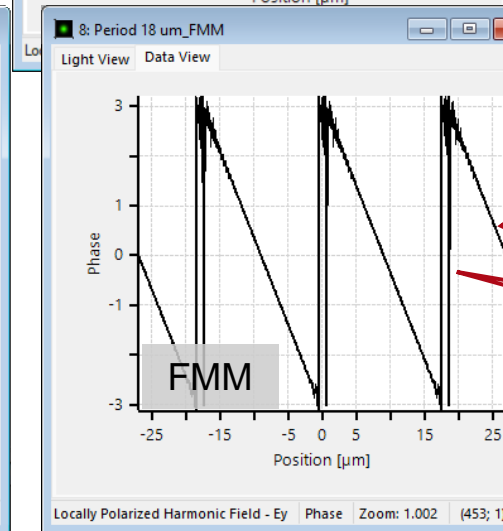 Position [µm]
Lo
8: Period 18 um_FMM
Light View Data View
3
1
0
-1
-3
Phase
FMM
-25 -15 -5 0 5 15 25
Position [µm]
Locally Polarized Harmonic Field - Ey Phase Zoom: 1.002 (453; 1